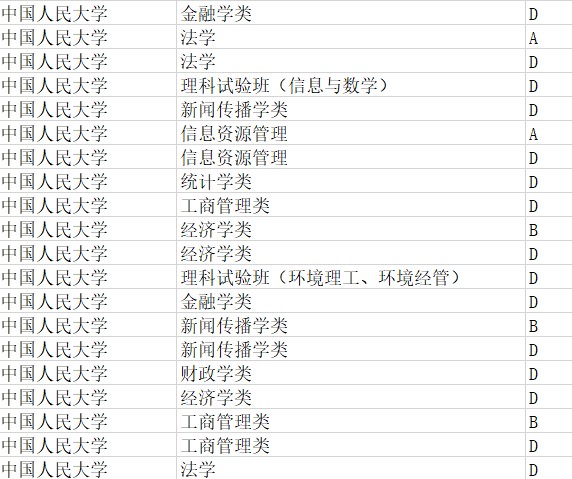 中国人民大学 金融学类 D
中国人民大学 法学 A
中国人民大学 法学 D
中国人民大学 理科试验班（信息与数学） D
中国人民大学 新闻传播学类 D
中国人民大学 信息资源管理 A
中国人民大学 信息资源管理 D
中国人民大学 统计学类 D
中国人民大学 工商管理类 D
中国人民大学 经济学类 B
中国人民大学 经济学类 D
中国人民大学 理科试验班（环境理工、环境经管） D
中国人民大学 金融学类 D
中国人民大学 新闻传播学类 B
中国人民大学 新闻传播学类 D
中国人民大学 财政学类 D
中国人民大学 经济学类 D
中国人民大学 工商管理类 B
中国人民大学 工商管理类 D
中国人民大学 法学 D